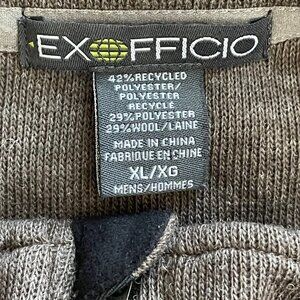 EXOFFICIO
42% RECYCLED
POLYESTER/
POLYESTER
RECYCLÉ
29% POLYESTER
29% WOOL/LAINE
MADE IN CHINA
FABRIQUÉ EN CHINE
XL/XG
MENS/HOMMES